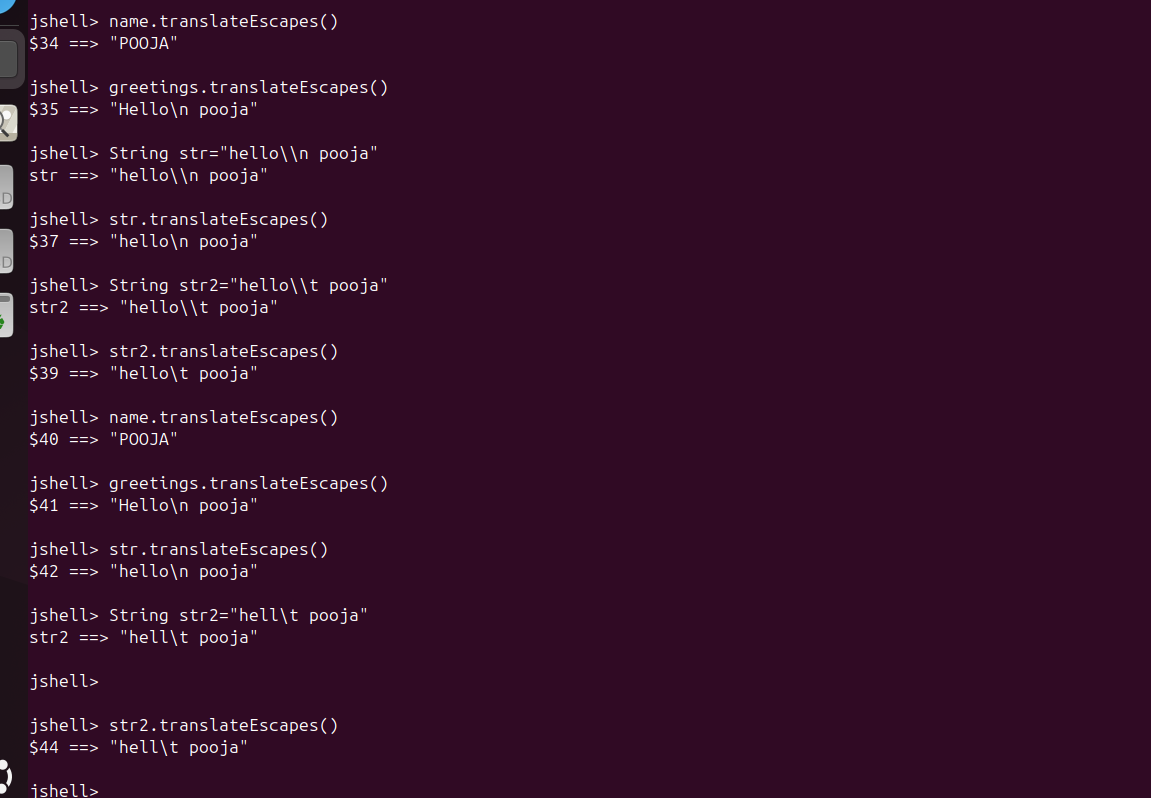 jshell> name.translateEscapes()
$34 ==> "POOJA"
jshell> greetings.translateEscapes()
$35 ==> "Hello\n pooja"
jshell> String str="hello\\n pooja"
str ==> "hello\\n pooja"
jshell> str.translateEscapes()
$37 ==> "hello\n pooja"
jshell> String str2="hello\\t pooja"
str2 ==> "hello\\t pooja"
jshell> str2.translateEscapes()
$39 ==> "hello\t pooja"
jshell> name.translateEscapes()
$40 ==> "POOJA"
jshell> greetings.translateEscapes()
$41 ==> "Hello\n pooja"
jshell> str.translateEscapes()
$42 ==> "hello\n pooja"
jshell> String str2="hell\t pooja"
str2 ==> "hell\t pooja"
jshell>
jshell> str2.translateEscapes()
$44 ==> "hell\t pooja"
jshell>
D
D